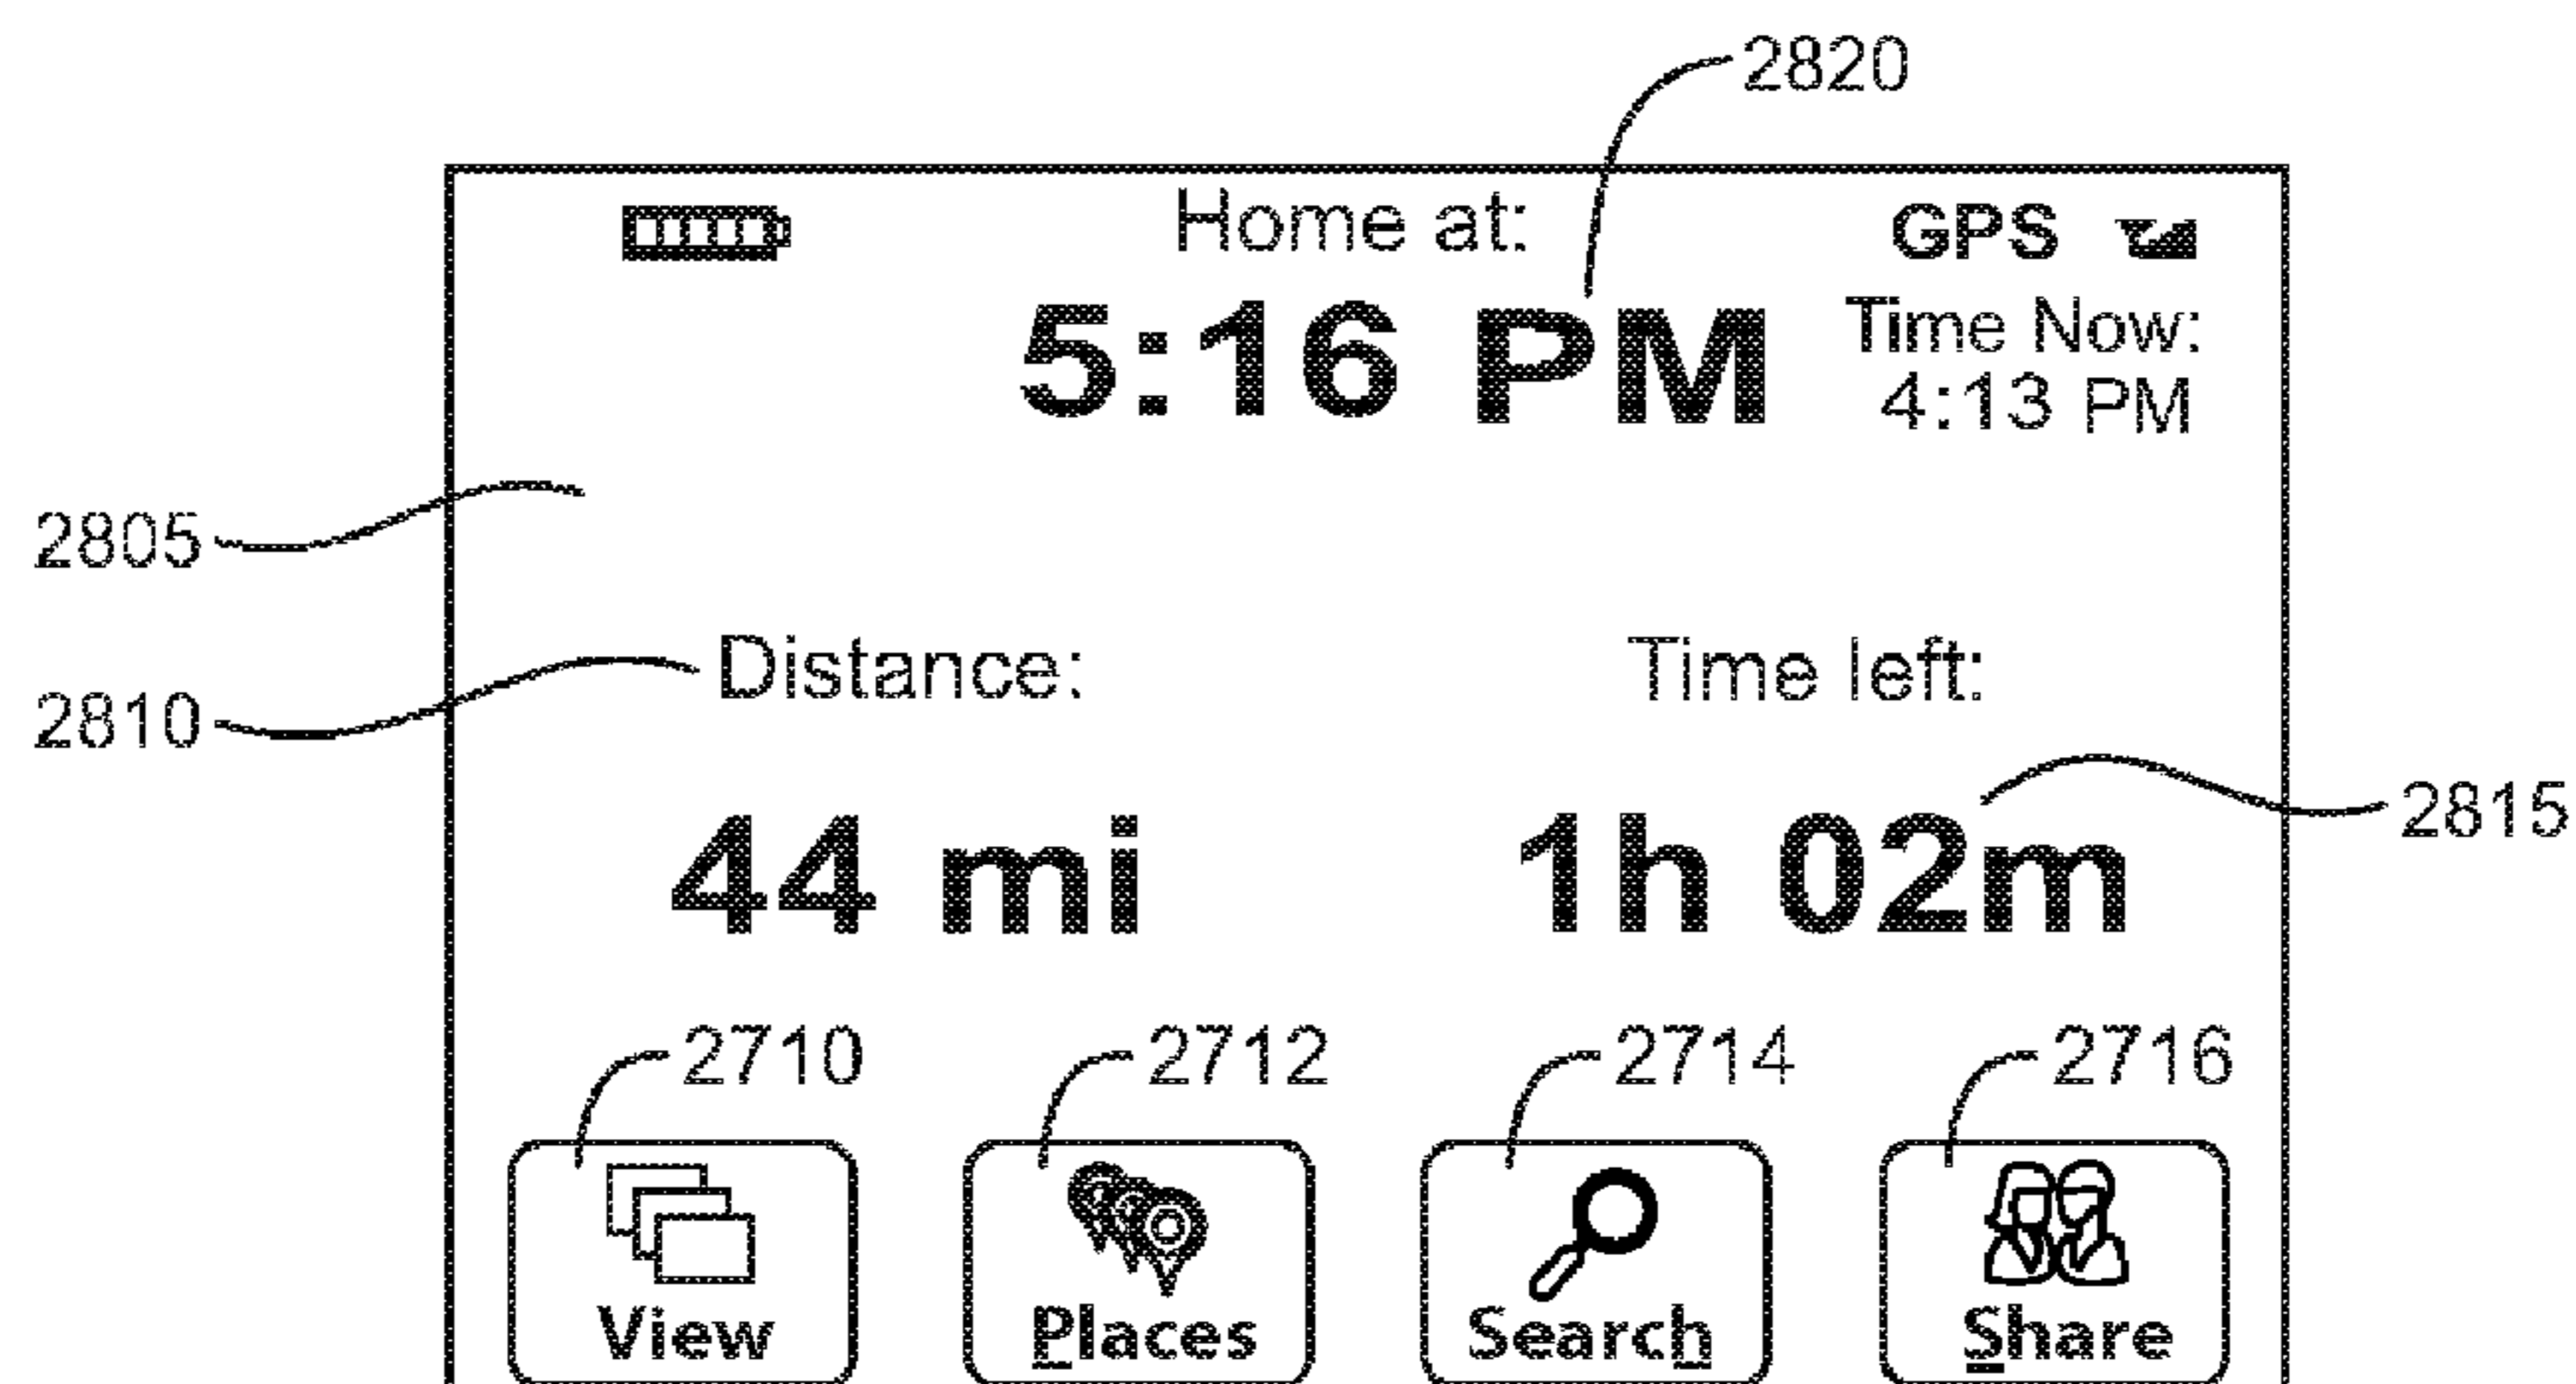 2820
Home at:
GPS
5:16 PM
Time Now:
4:13 PM
2805
Distance:
Time left:
2810
2815
44 mi
1h 02m
2710 2712 2714 2716
View Places Search Share